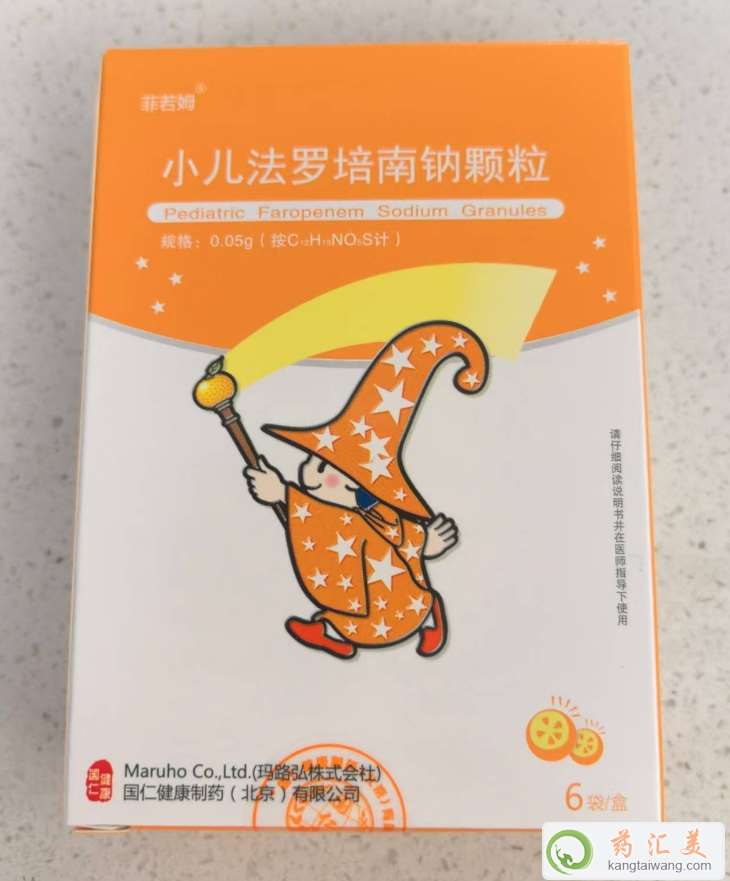 菲若姆®
小儿法罗培南钠颗粒
Pediatric Faropenem Sodium Granules
规格：0.05g（按C₁₂H₁₅NO₅S计）
请仔细阅读说明书并在医师指导下使用
国仁健康
Maruho Co.,Ltd.(玛路弘株式会社)
国仁健康制药（北京）有限公司
6袋/盒
药汇美
kangtaiwang.com